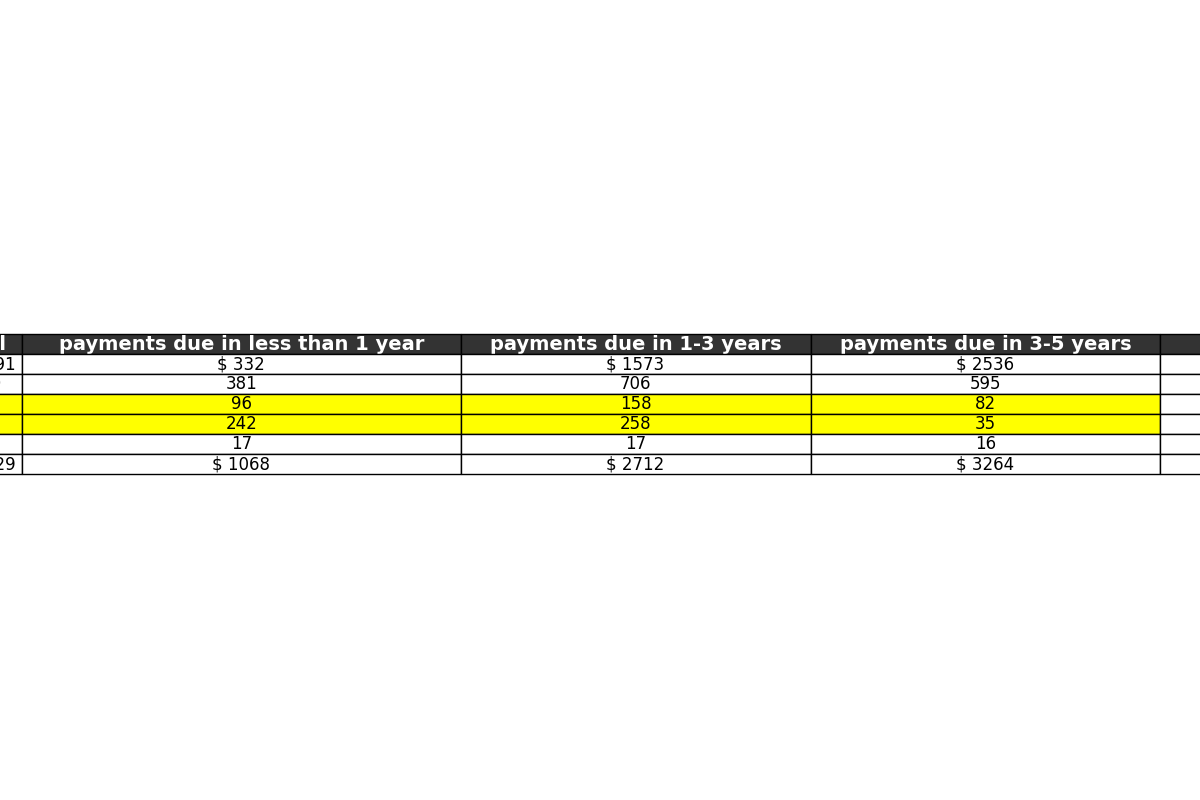 l payments due in less than 1 year payments due in 1-3 years payments due in 3-5 years
91 $ 332 $ 1573 $ 2536
381 706 595
96 158 82
242 258 35
17 17 16
29 $ 1068 $ 2712 $ 3264